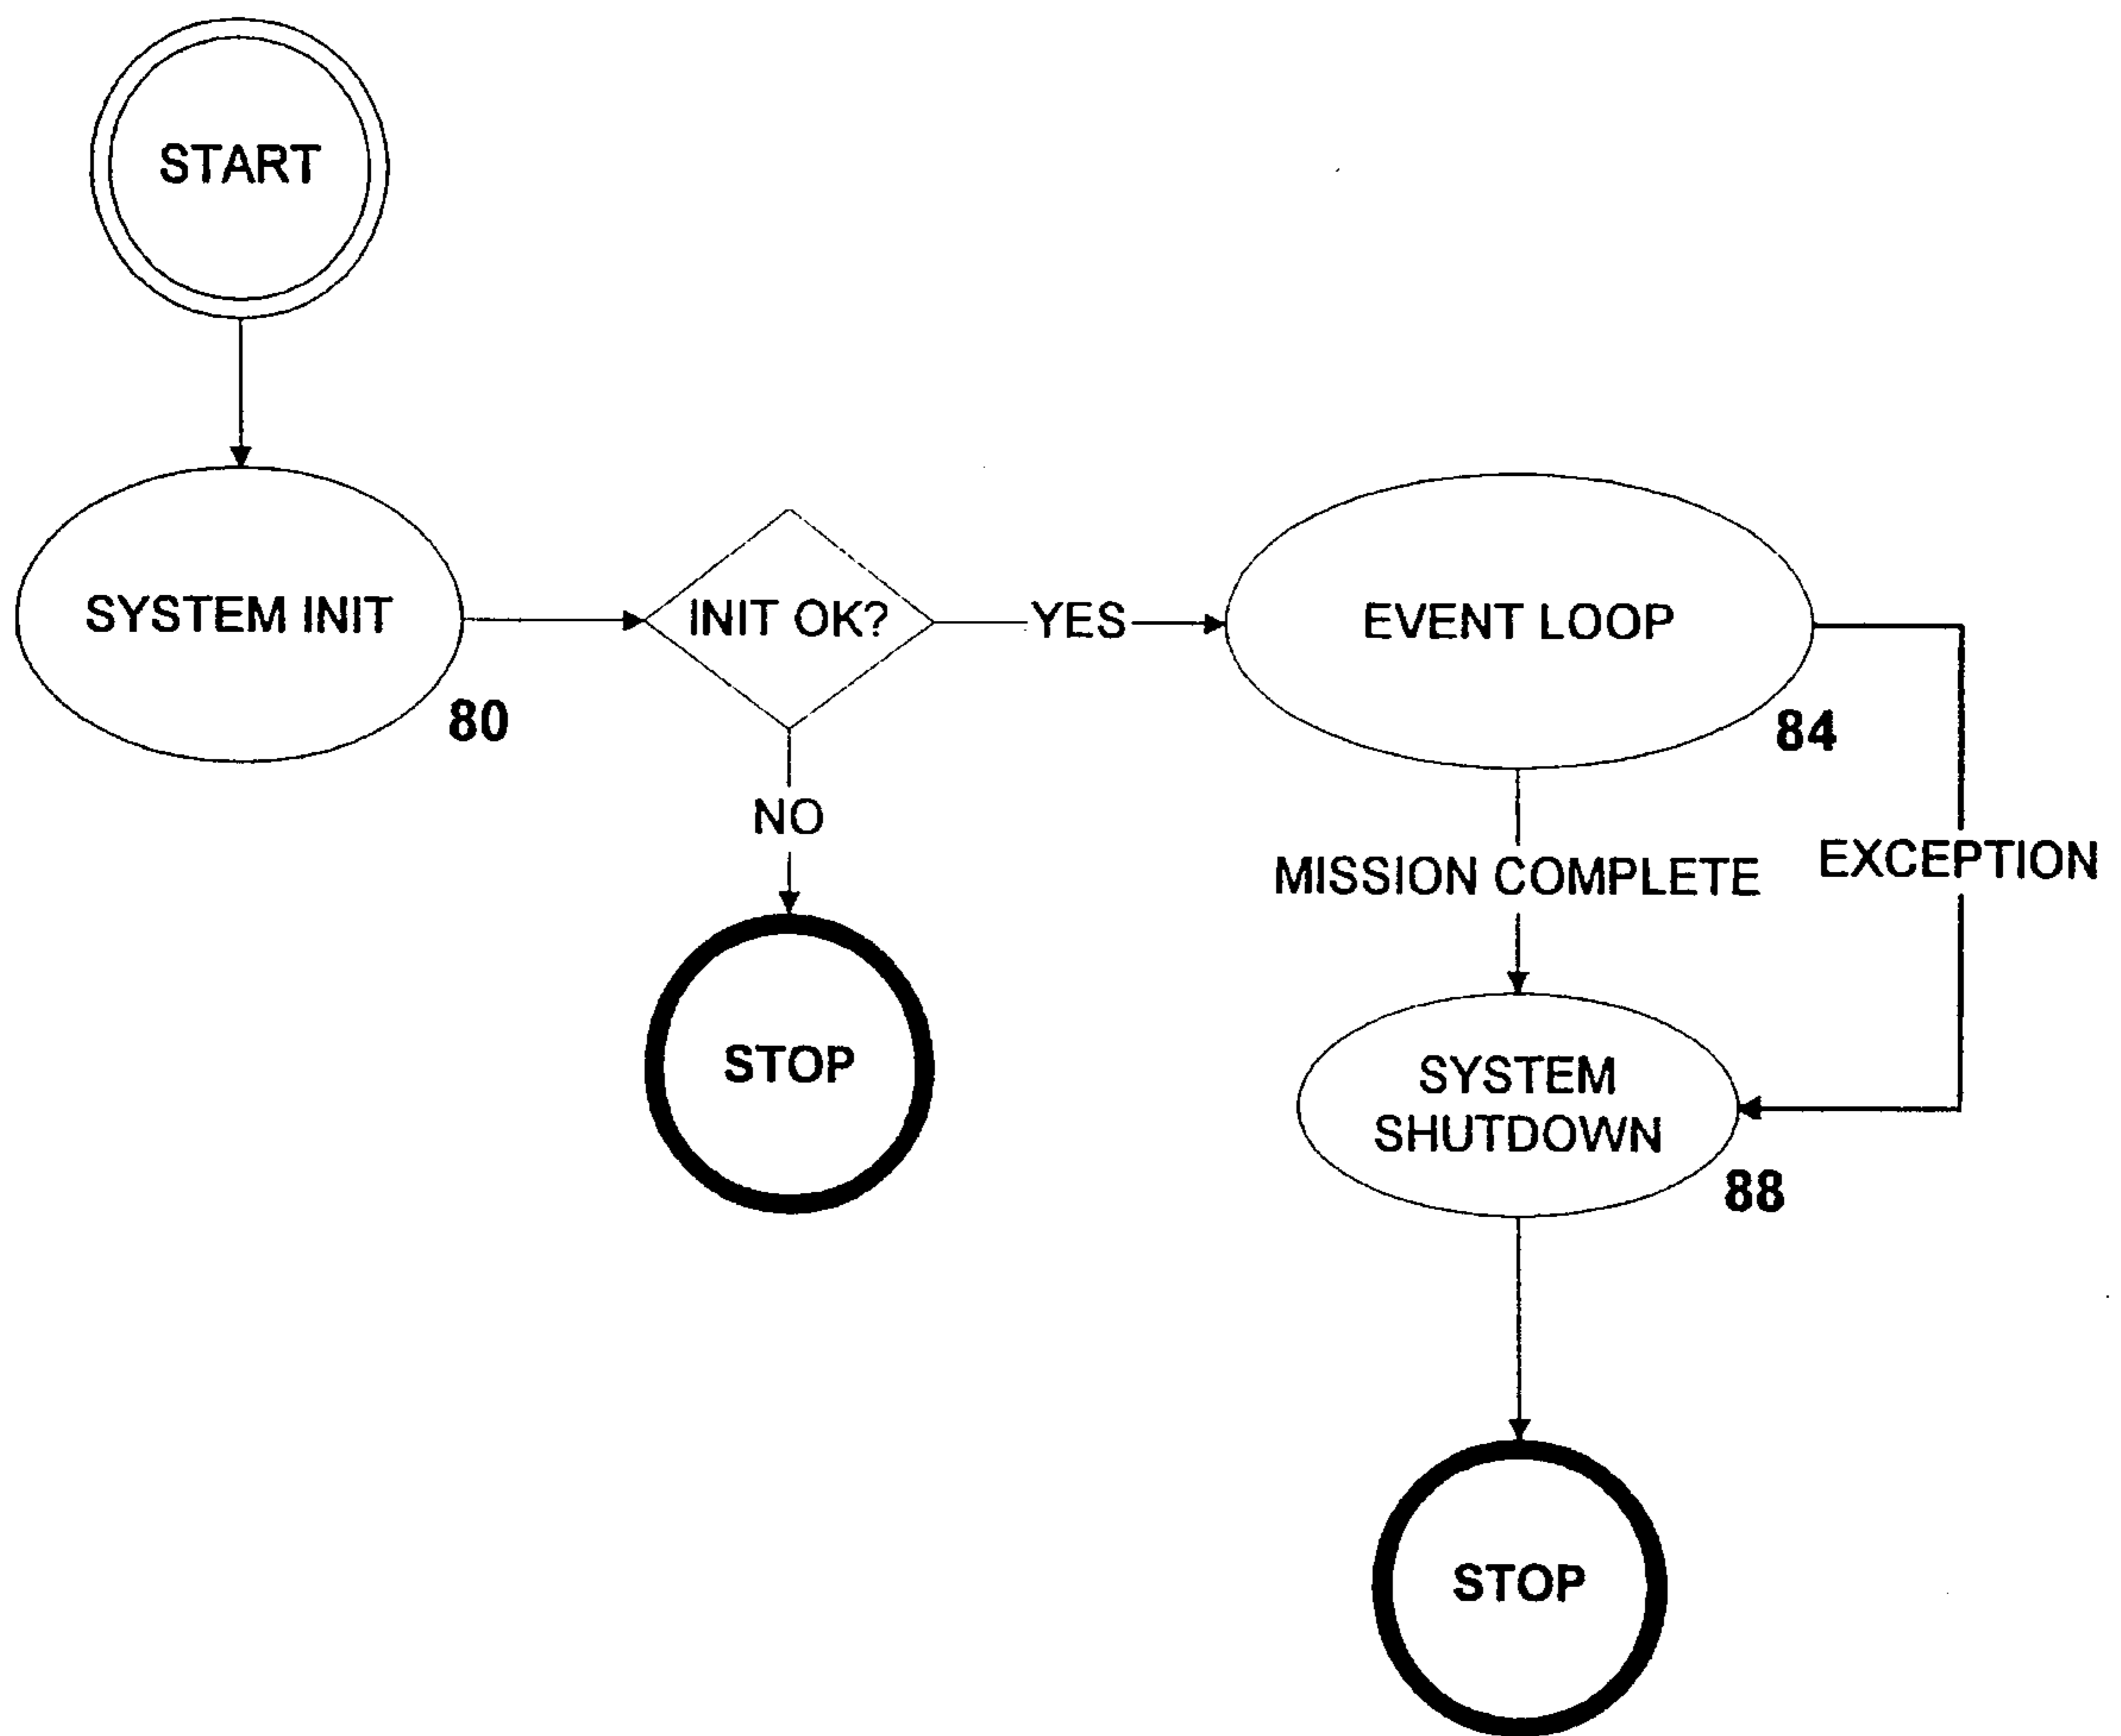 START
SYSTEM INIT
80
INIT OK?
YES
EVENT LOOP
84
NO
MISSION COMPLETE
EXCEPTION
STOP
SYSTEM
SHUTDOWN
88
STOP